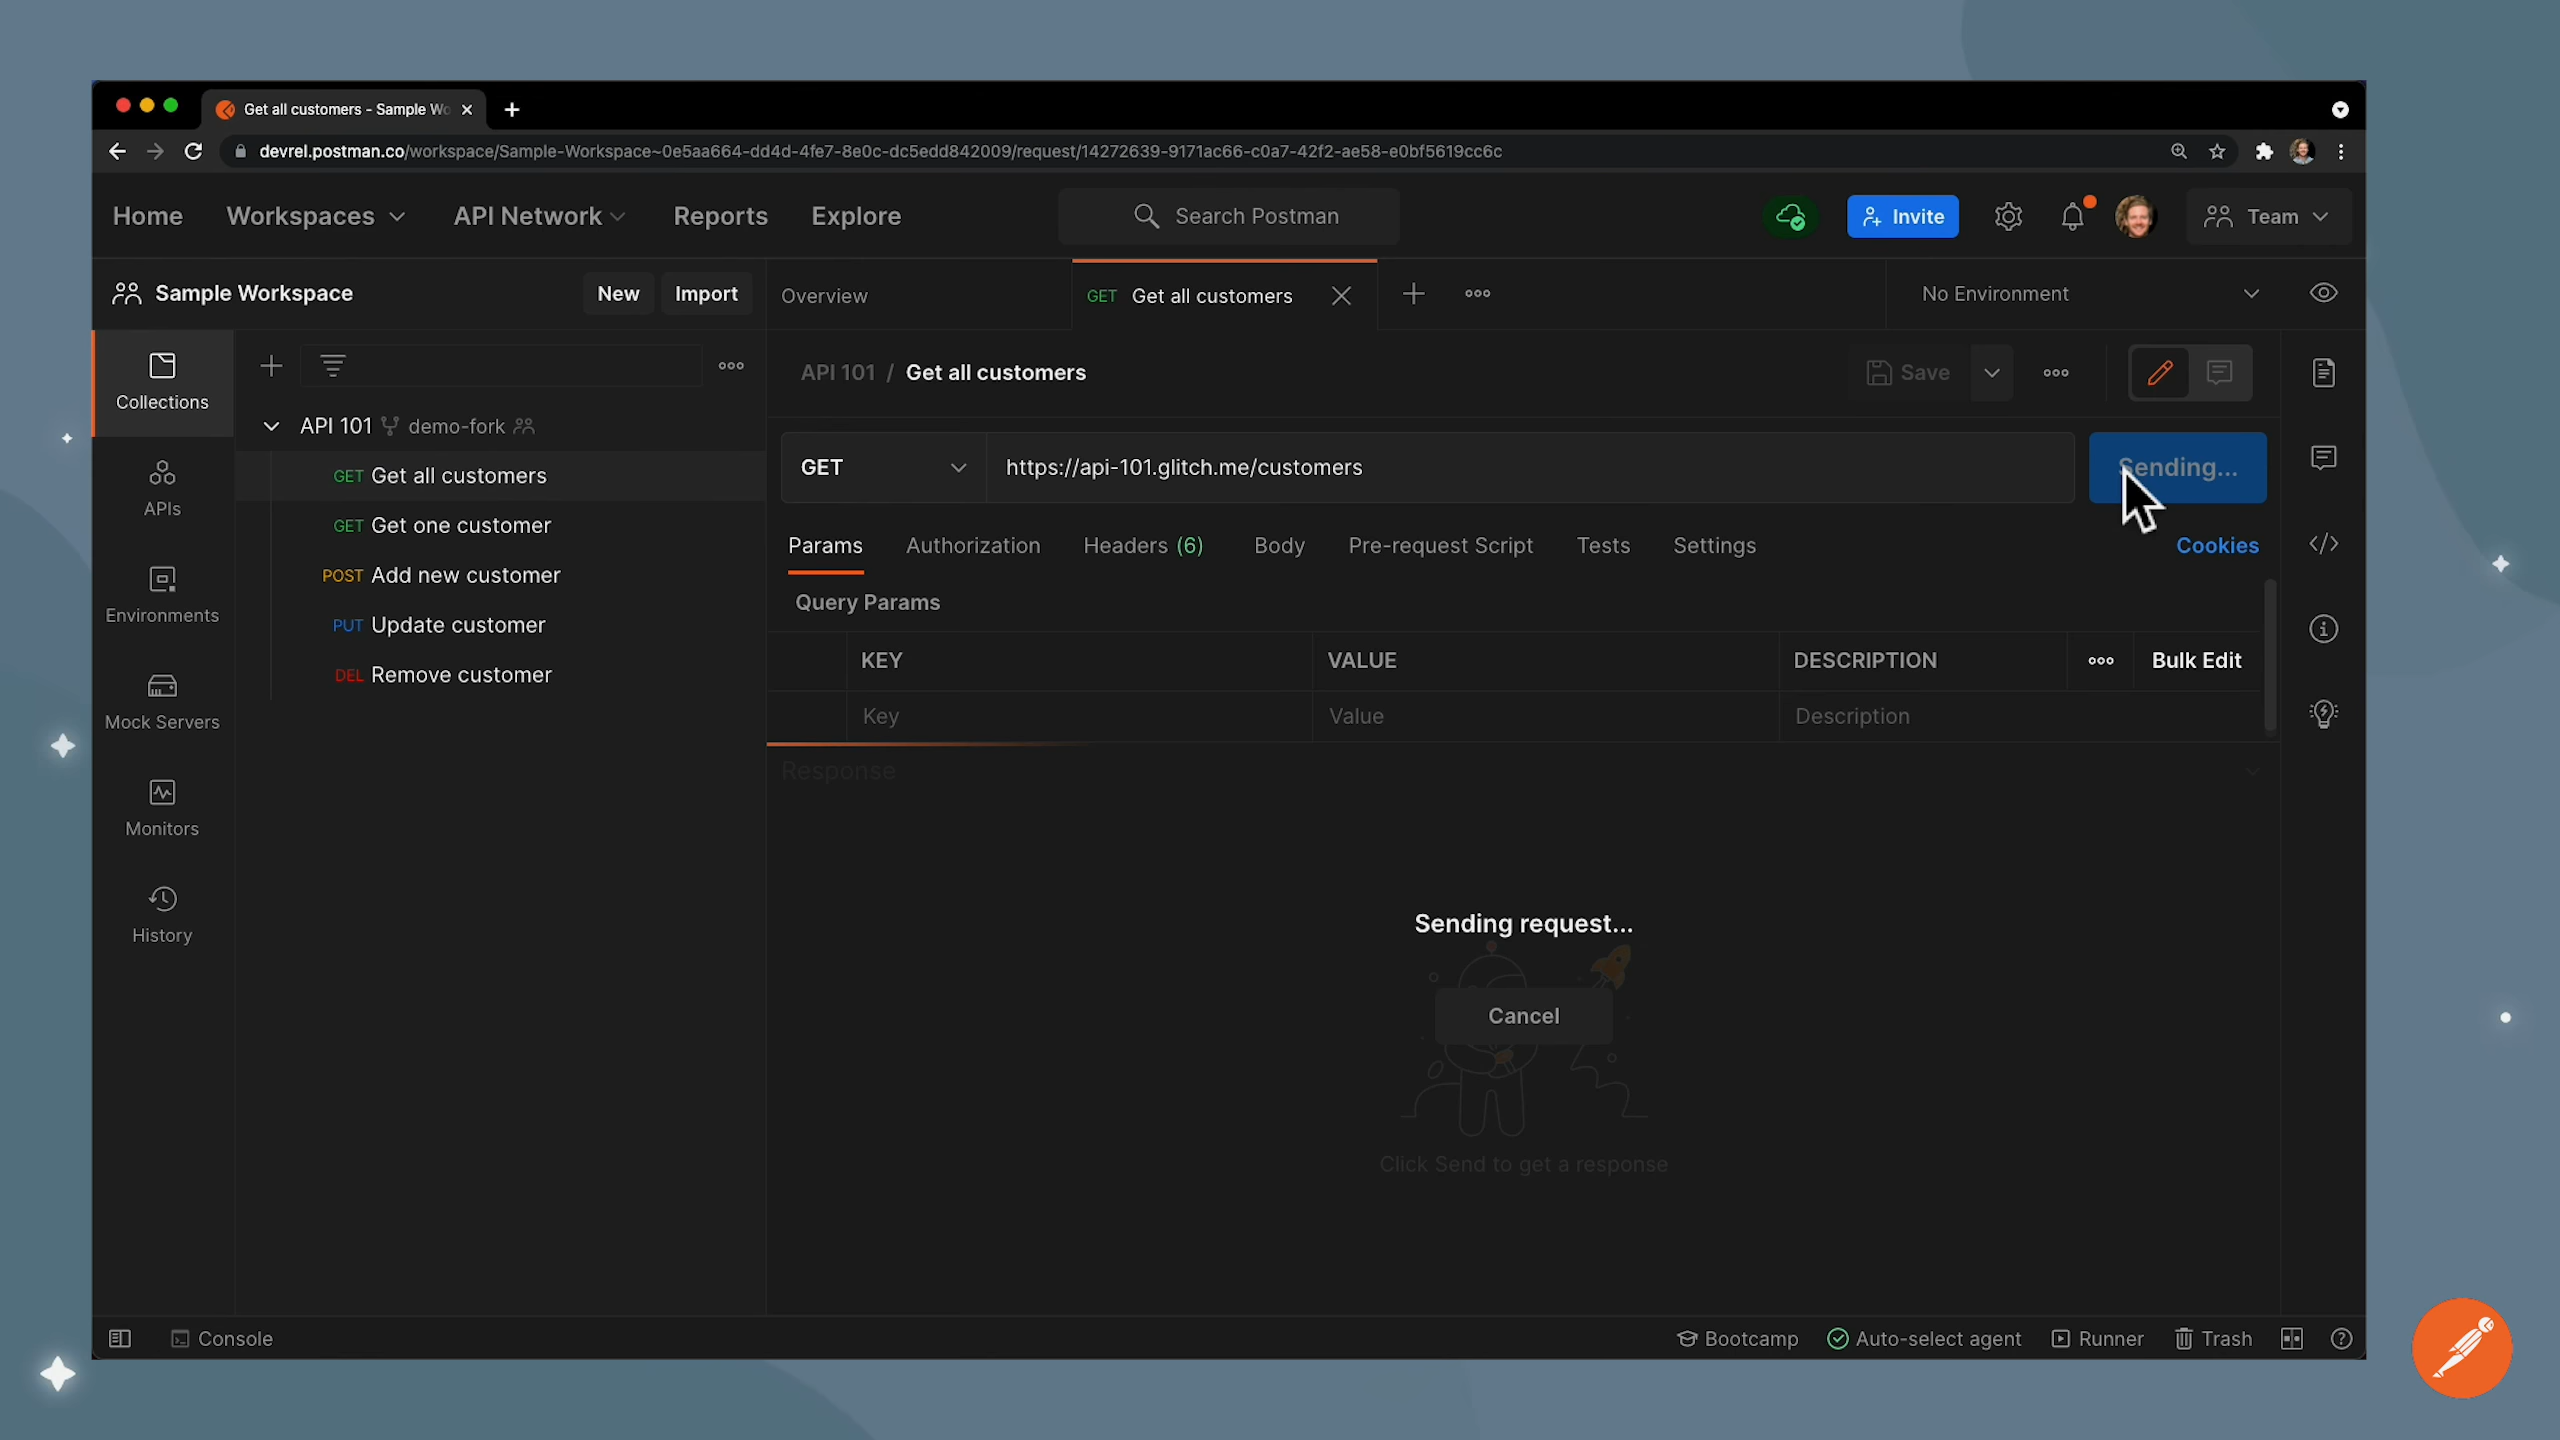 Get all customers - Sample Wo
devrel.postman.co/workspace/Sample-Workspace~0e5aa664-dd4d-4fe7-8e0c-dc5edd842009/request/14272639-9171ac66-c0a7-42f2-ae58-e0bf5619cc6c
Home Workspaces API Network Reports Explore Search Postman Invite Team
Sample Workspace New Import Overview GET Get all customers No Environment
Collections
APIs
Environments
Mock Servers
Monitors
History
API 101 demo-fork
GET Get all customers
GET Get one customer
POST Add new customer
PUT Update customer
DEL Remove customer
API 101 / Get all customers Save
GET https://api-101.glitch.me/customers Sending...
Params Authorization Headers (6) Body Pre-request Script Tests Settings Cookies
Query Params
KEY VALUE DESCRIPTION Bulk Edit
Key Value Description
Response
Sending request...
Cancel
Click Send to get a response
Console Bootcamp Auto-select agent Runner Trash